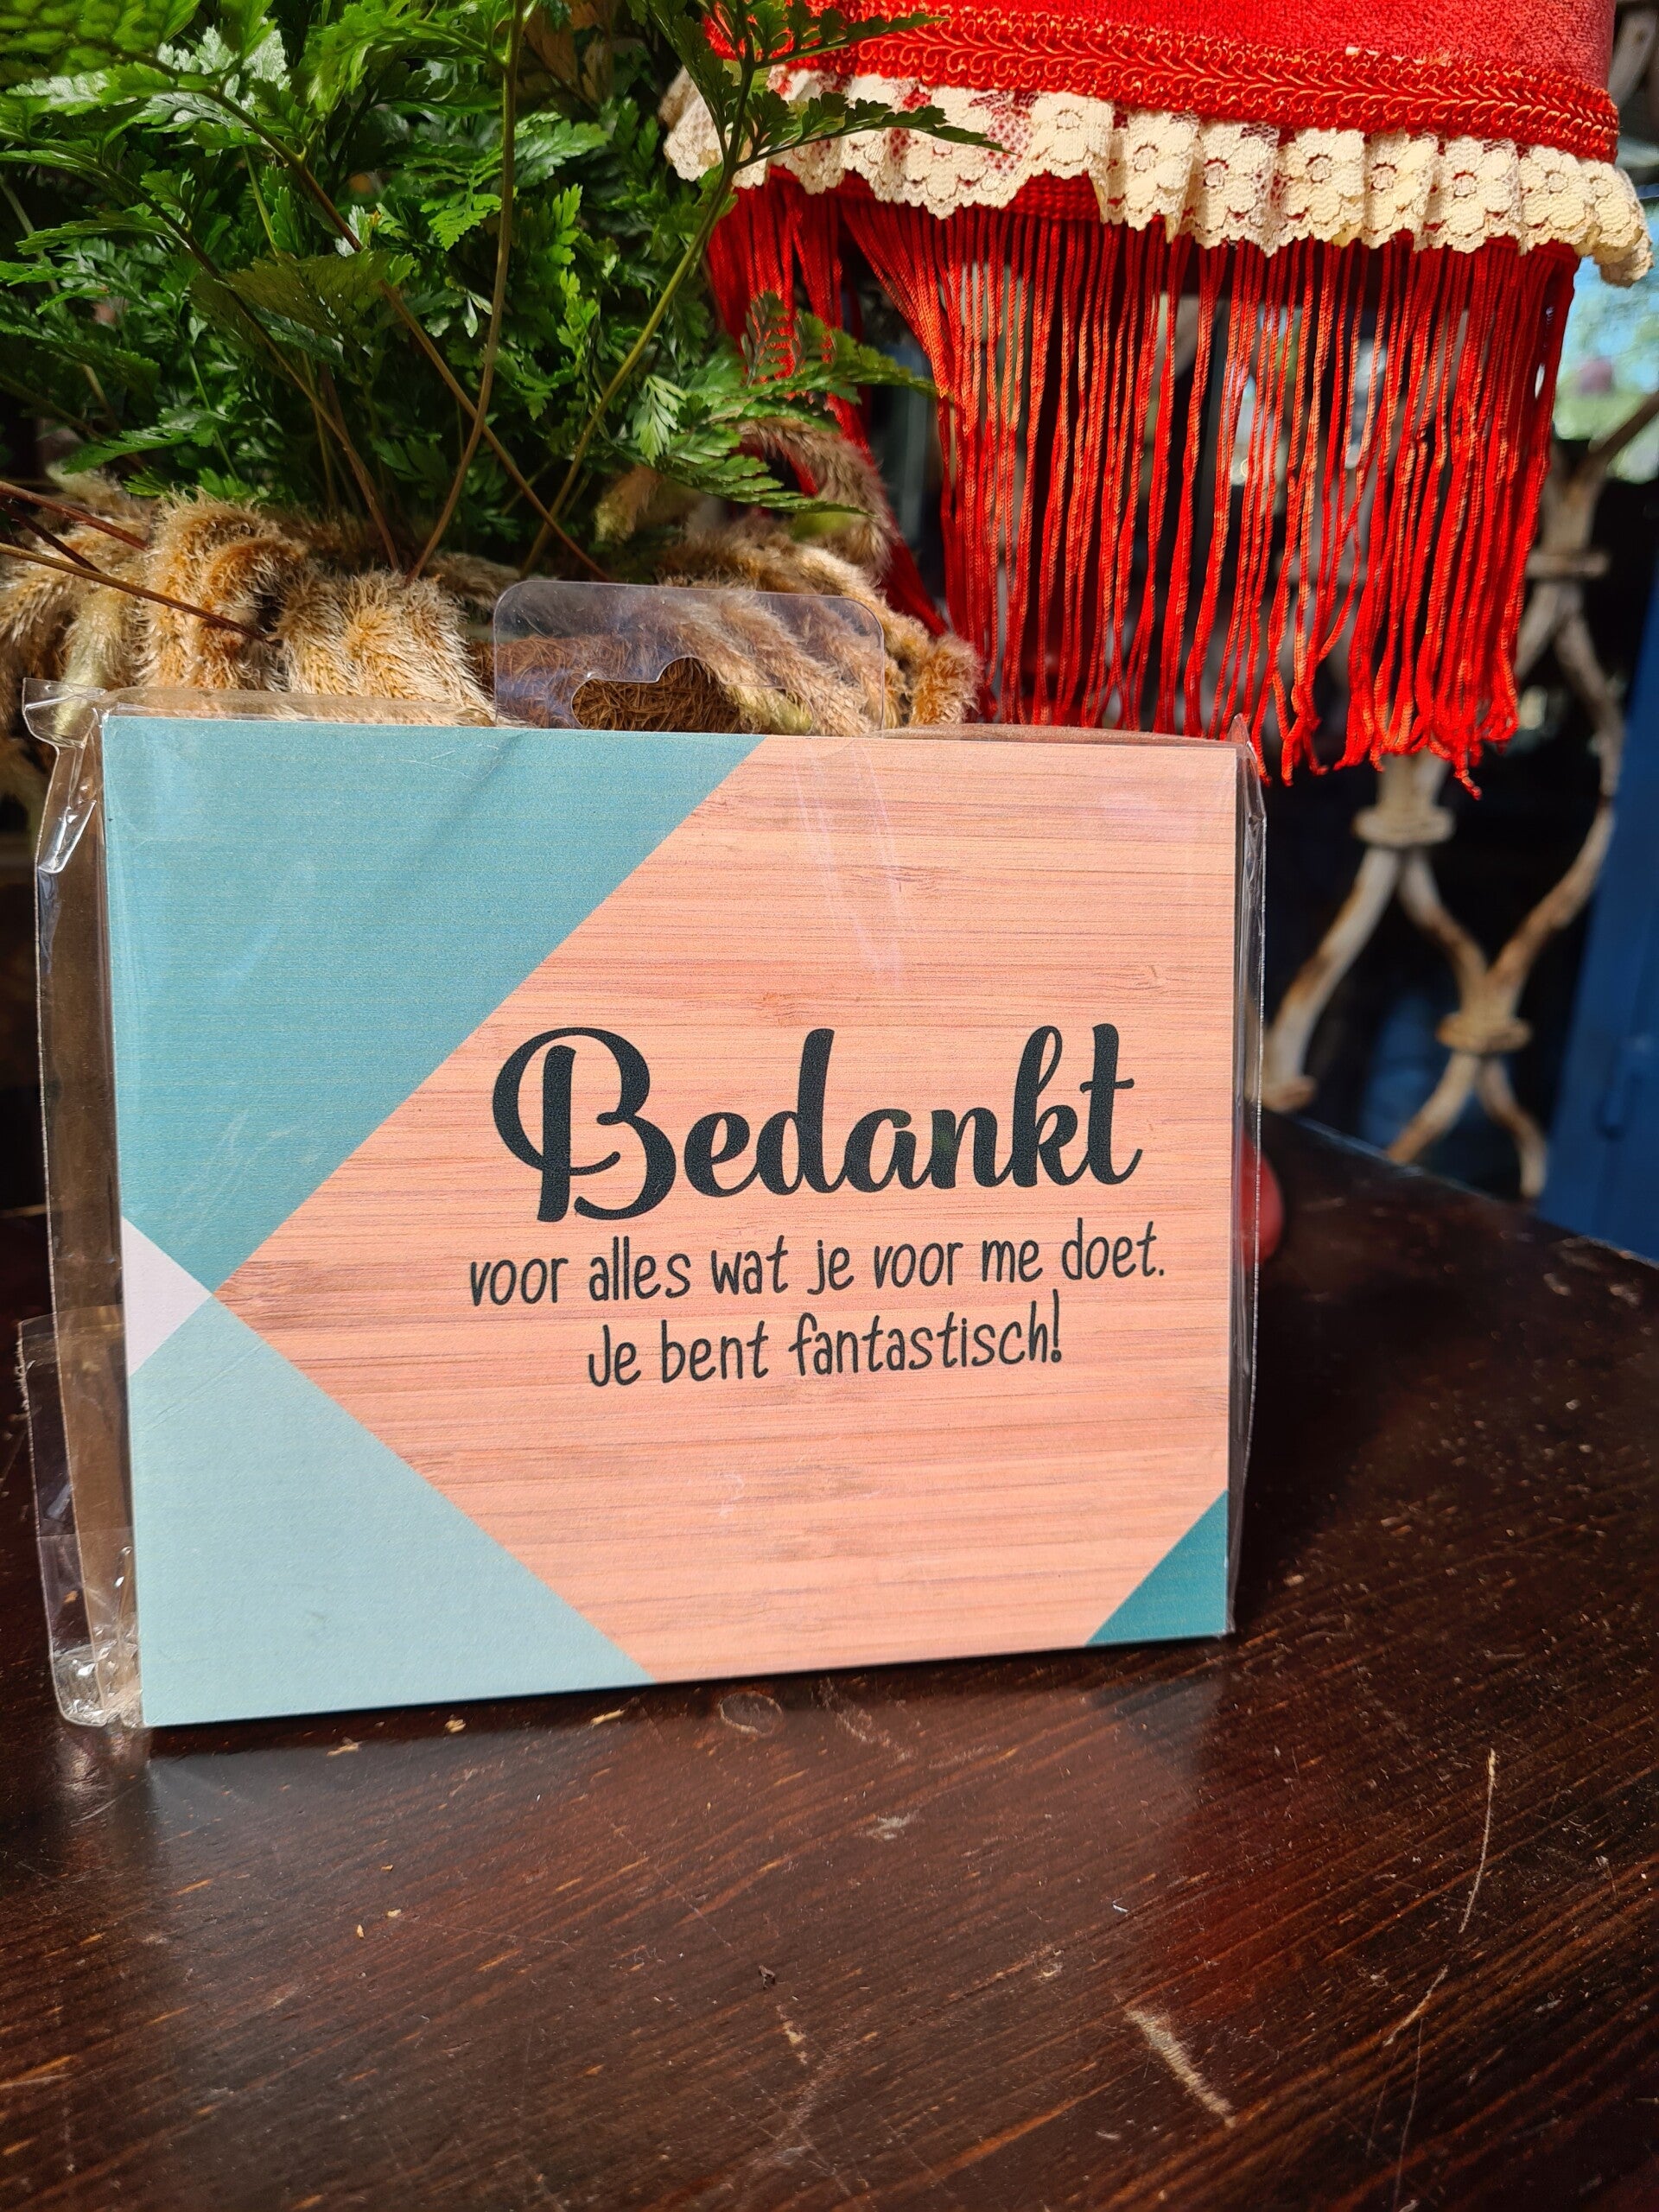 Bedankt
voor alles wat je voor me doet.
Je bent fantastisch!